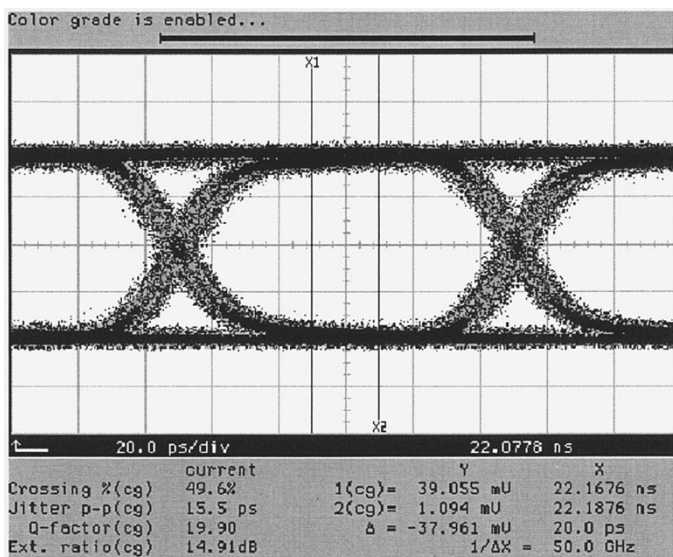 Color grade is enabled...
X1
X2
20.0 ps/div 22.0778 ns
current Y X
Crossing %(cg) 49.6% 1(cg)= 39.055 mV 22.1676 ns
Jitter p-p(cg) 15.5 ps 2(cg)= 1.094 mV 22.1876 ns
Q-factor(cg) 19.90 Δ = -37.961 mV 20.0 ps
Ext. ratio(cg) 14.91dB 1/ΔX = 50.0 GHz